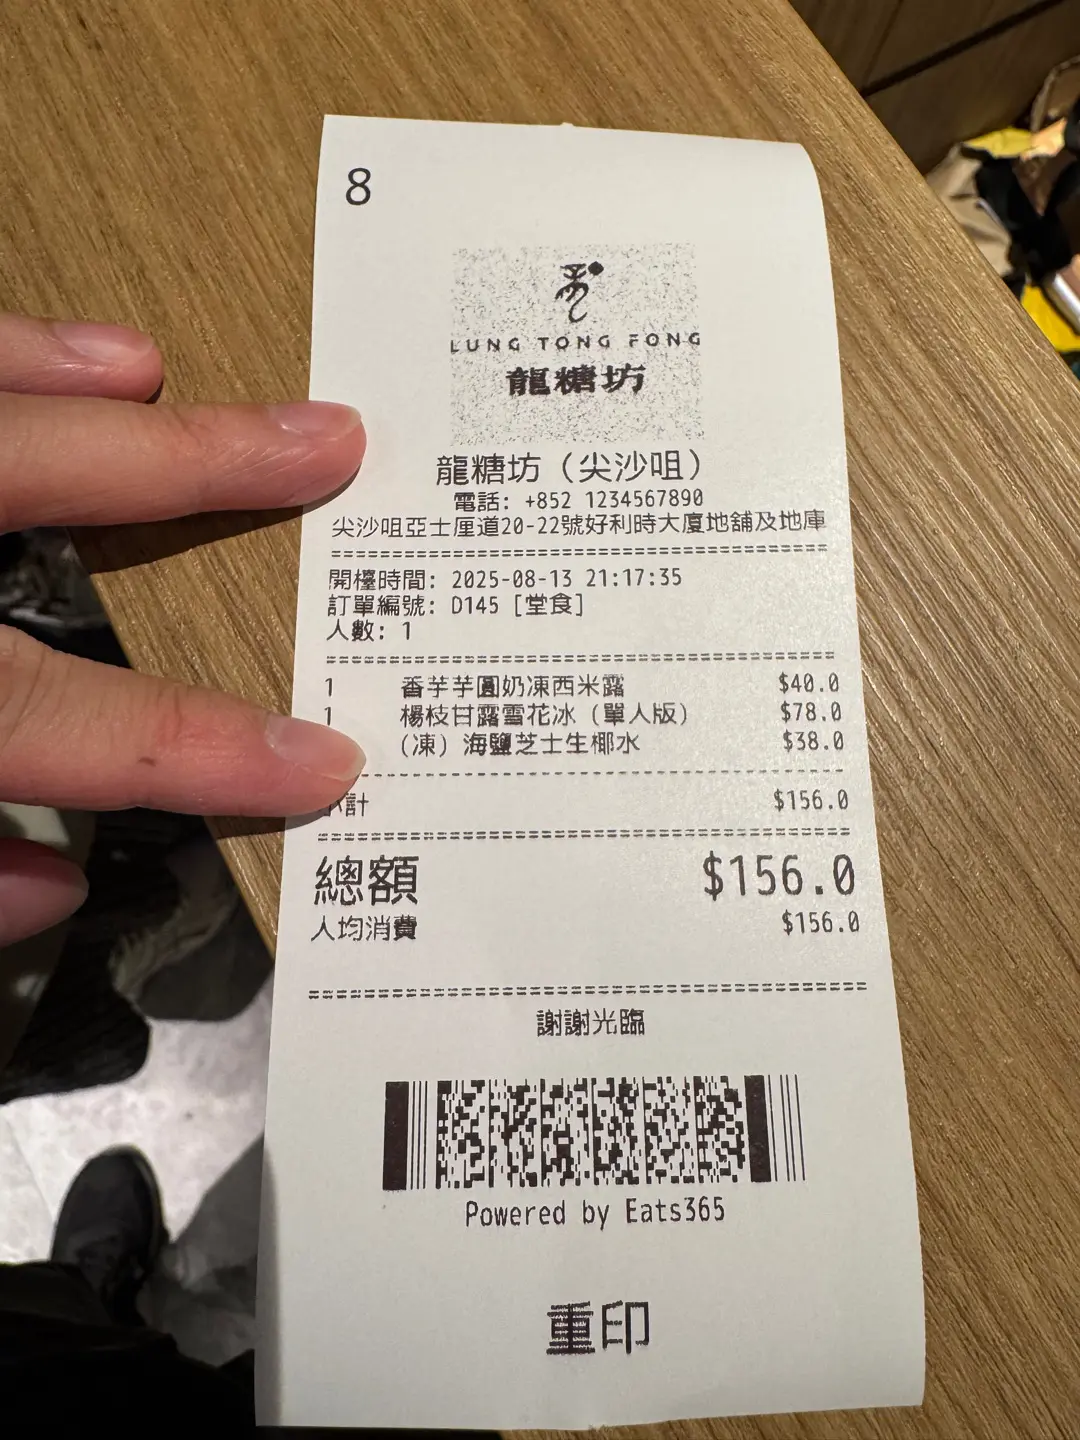 8
LUNG TONG FONG
龍糖坊
龍糖坊（尖沙咀）
電話: +852 1234567890
尖沙咀亞士厘道20-22號好利時大廈地舖及地庫
開檯時間: 2025-08-13 21:17:35
訂單編號: D145 [堂食]
人數: 1
1 香芋芋圓奶凍西米露 $40.0
1 楊枝甘露雪花冰（單人版） $78.0
（凍）海鹽芝士生椰水 $38.0
小計 $156.0
總額 $156.0
人均消費 $156.0
謝謝光臨
Powered by Eats365
重印